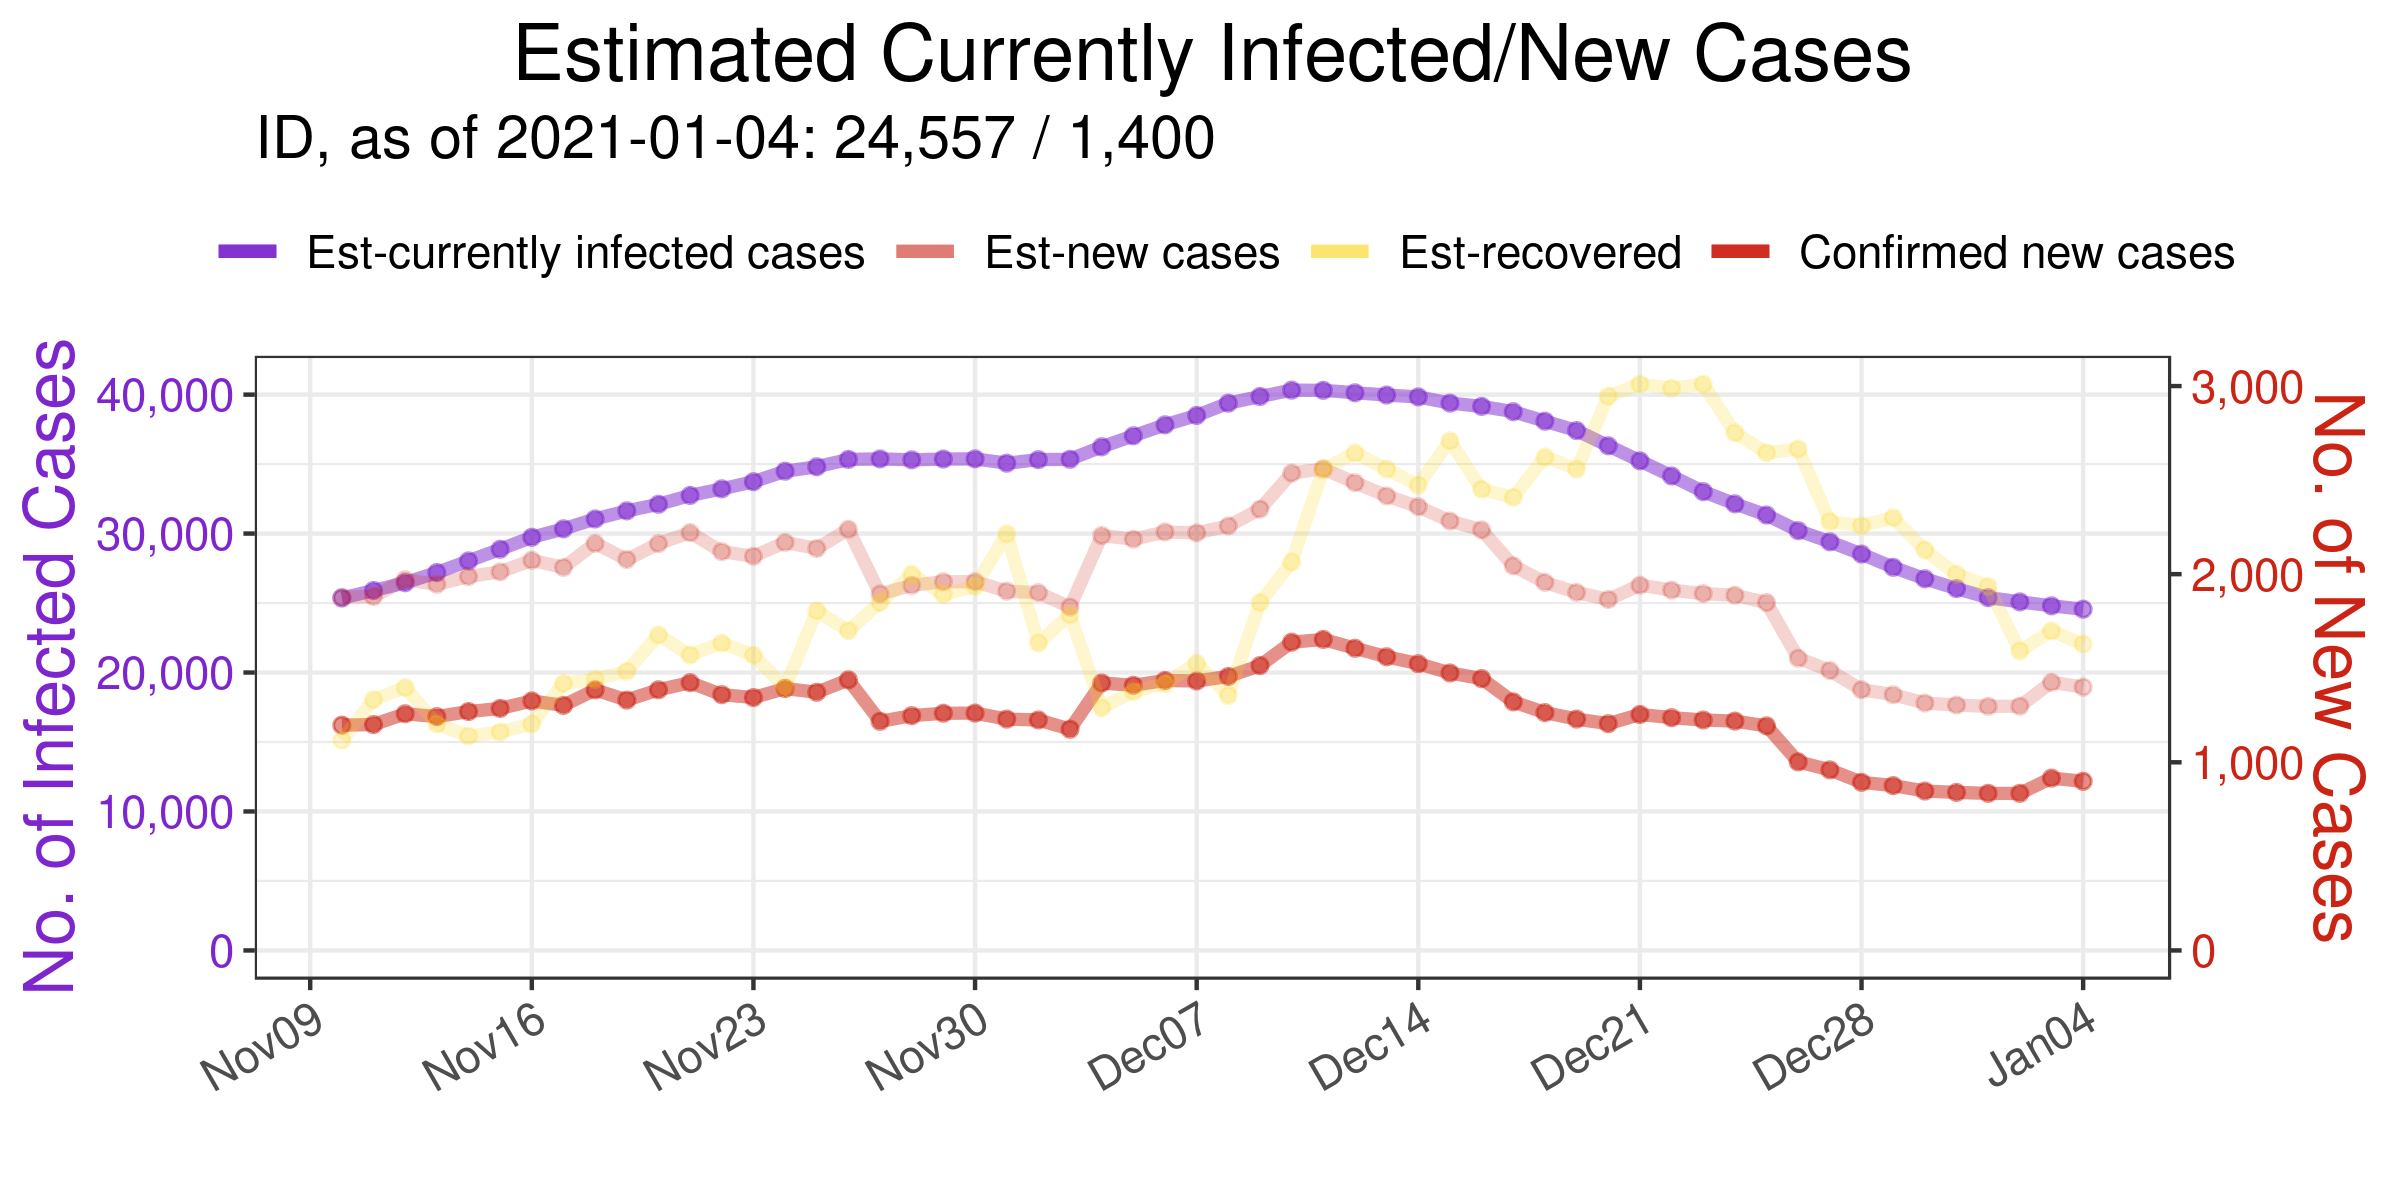 Estimated Currently Infected/New Cases
ID, as of 2021-01-04: 24,557 / 1,400
Est-currently infected cases Est-new cases Est-recovered Confirmed new cases
No. of Infected Cases
40,000
30,000
20,000
10,000
0
3,000
2,000
1,000
0
No. of New Cases
Nov09 Nov16 Nov23 Nov30 Dec07 Dec14 Dec21 Dec28 Jan04